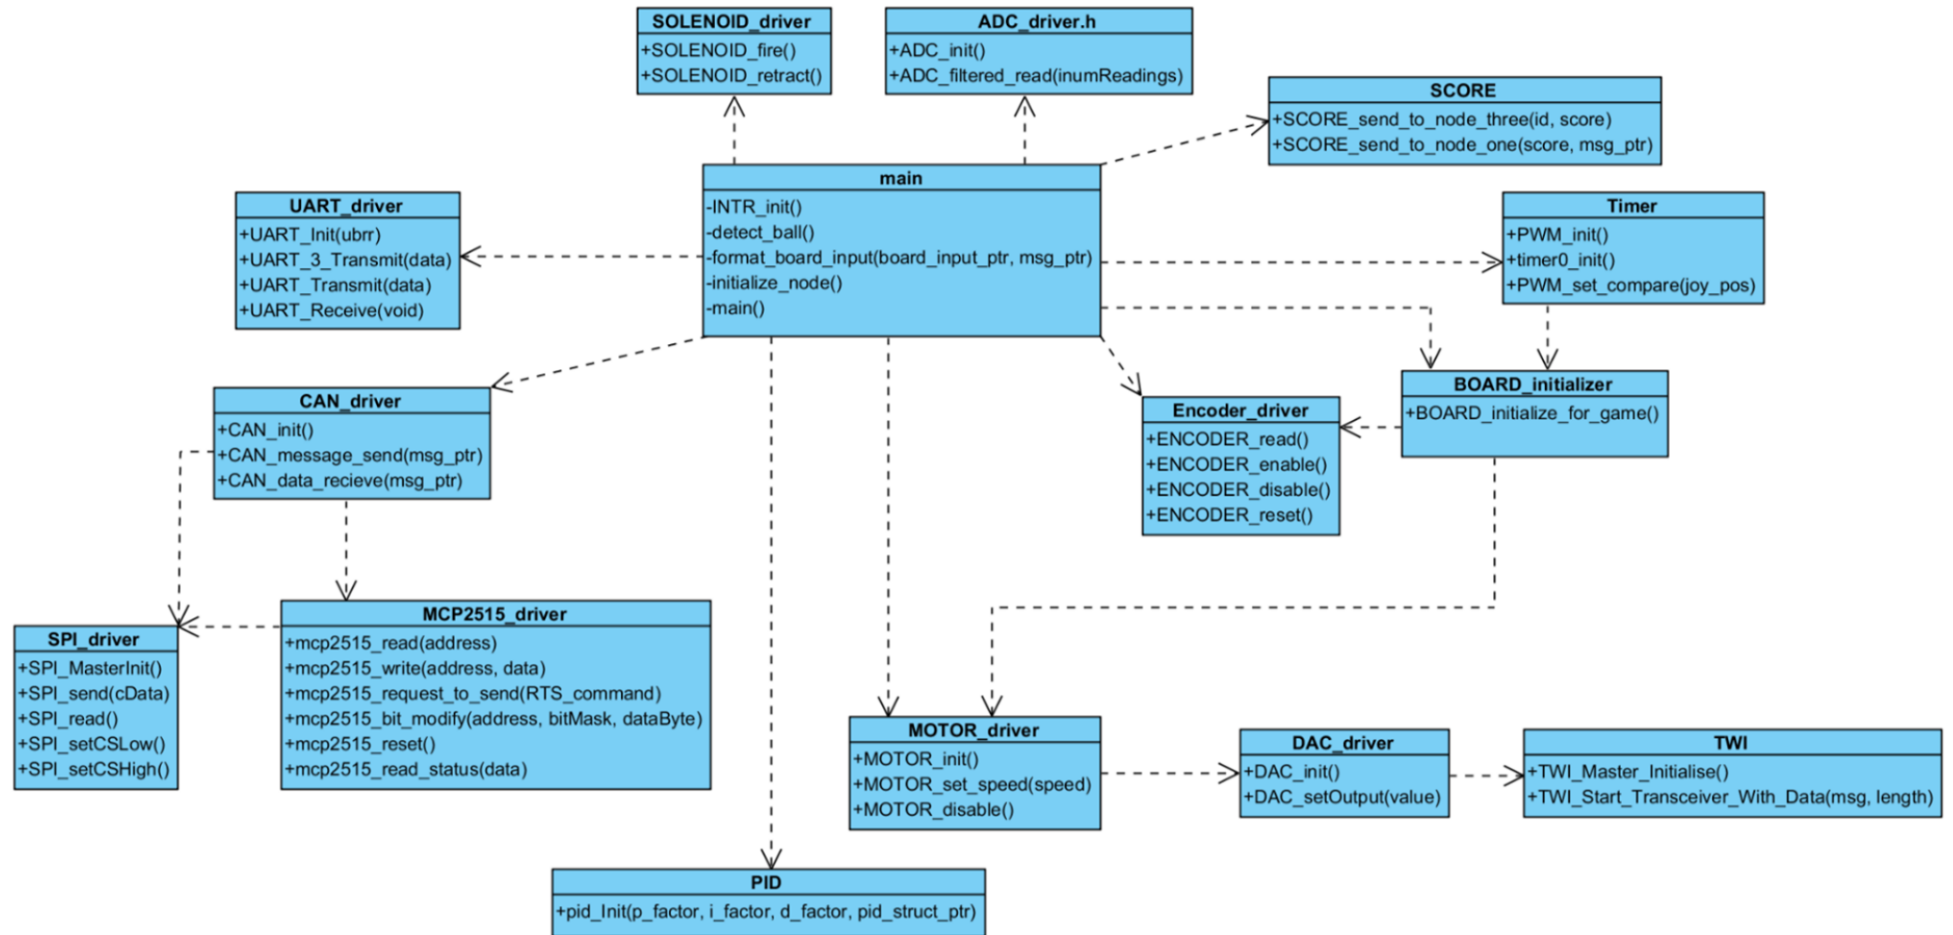 SOLENOID_driver
+SOLENOID_fire()
+SOLENOID_retract()
ADC_driver.h
+ADC_init()
+ADC_filtered_read(inumReadings)
SCORE
+SCORE_send_to_node_three(id, score)
+SCORE_send_to_node_one(score, msg_ptr)
main
-INTR_init()
-detect_ball()
-format_board_input(board_input_ptr, msg_ptr)
-initialize_node()
-main()
UART_driver
+UART_Init(ubrr)
+UART_3_Transmit(data)
+UART_Transmit(data)
+UART_Receive(void)
Timer
+PWM_init()
+timer0_init()
+PWM_set_compare(joy_pos)
CAN_driver
+CAN_init()
+CAN_message_send(msg_ptr)
+CAN_data_recieve(msg_ptr)
Encoder_driver
+ENCODER_read()
+ENCODER_enable()
+ENCODER_disable()
+ENCODER_reset()
BOARD_initializer
+BOARD_initialize_for_game()
SPI_driver
+SPI_MasterInit()
+SPI_send(cData)
+SPI_read()
+SPI_setCSLow()
+SPI_setCSHigh()
MCP2515_driver
+mcp2515_read(address)
+mcp2515_write(address, data)
+mcp2515_request_to_send(RTS_command)
+mcp2515_bit_modify(address, bitMask, dataByte)
+mcp2515_reset()
+mcp2515_read_status(data)
MOTOR_driver
+MOTOR_init()
+MOTOR_set_speed(speed)
+MOTOR_disable()
DAC_driver
+DAC_init()
+DAC_setOutput(value)
TWI
+TWI_Master_Initialise()
+TWI_Start_Transceiver_With_Data(msg, length)
PID
+pid_Init(p_factor, i_factor, d_factor, pid_struct_ptr)